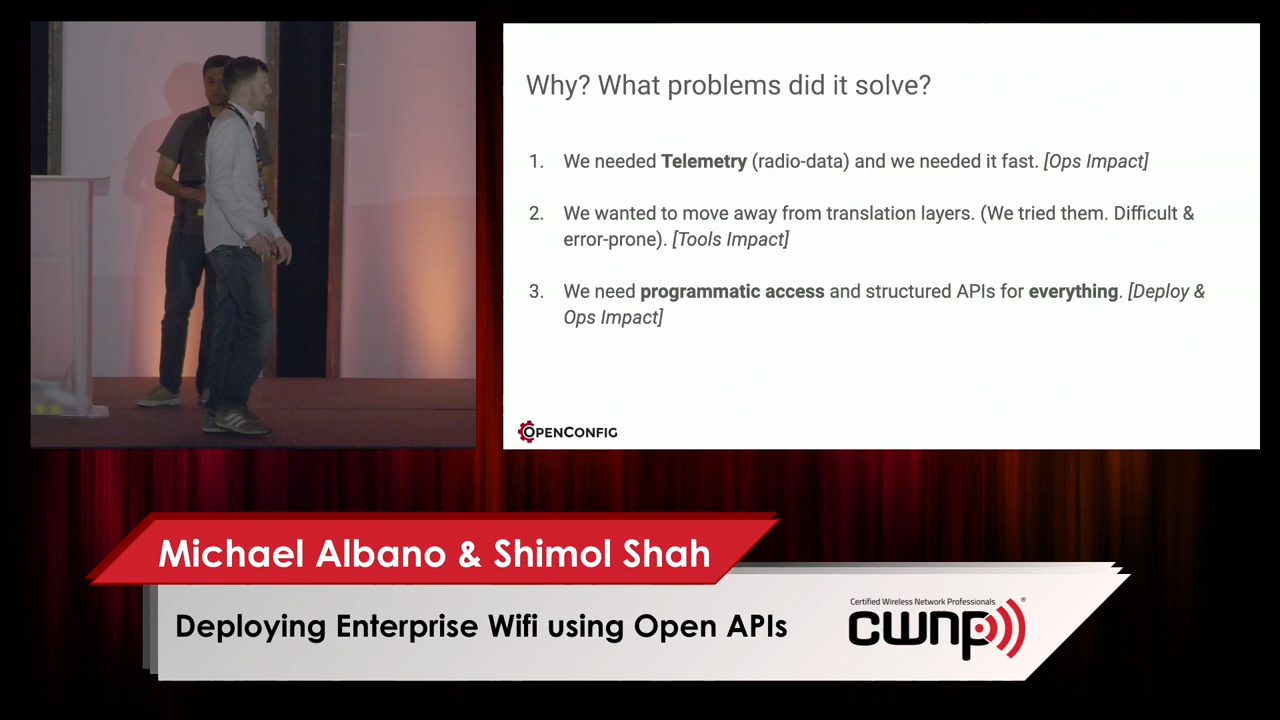 Why? What problems did it solve?
1. We needed Telemetry (radio-data) and we needed it fast. [Ops Impact]
2. We wanted to move away from translation layers. (We tried them. Difficult &
error-prone). [Tools Impact]
3. We need programmatic access and structured APIs for everything. [Deploy &
Ops Impact]
OPENCONFIG
Michael Albano & Shimol Shah
Deploying Enterprise Wifi using Open APIs
Certified Wireless Network Professionals
cwnp
®